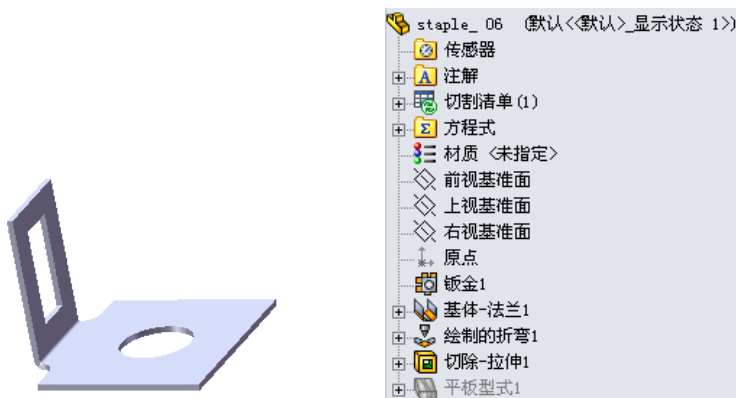 staple_ 06 (默认<<默认>_显示状态 1>)
传感器
注解
切割清单(1)
方程式
材质 <未指定>
前视基准面
上视基准面
右视基准面
原点
钣金1
基体-法兰1
绘制的折弯1
切除-拉伸1
平板型式1